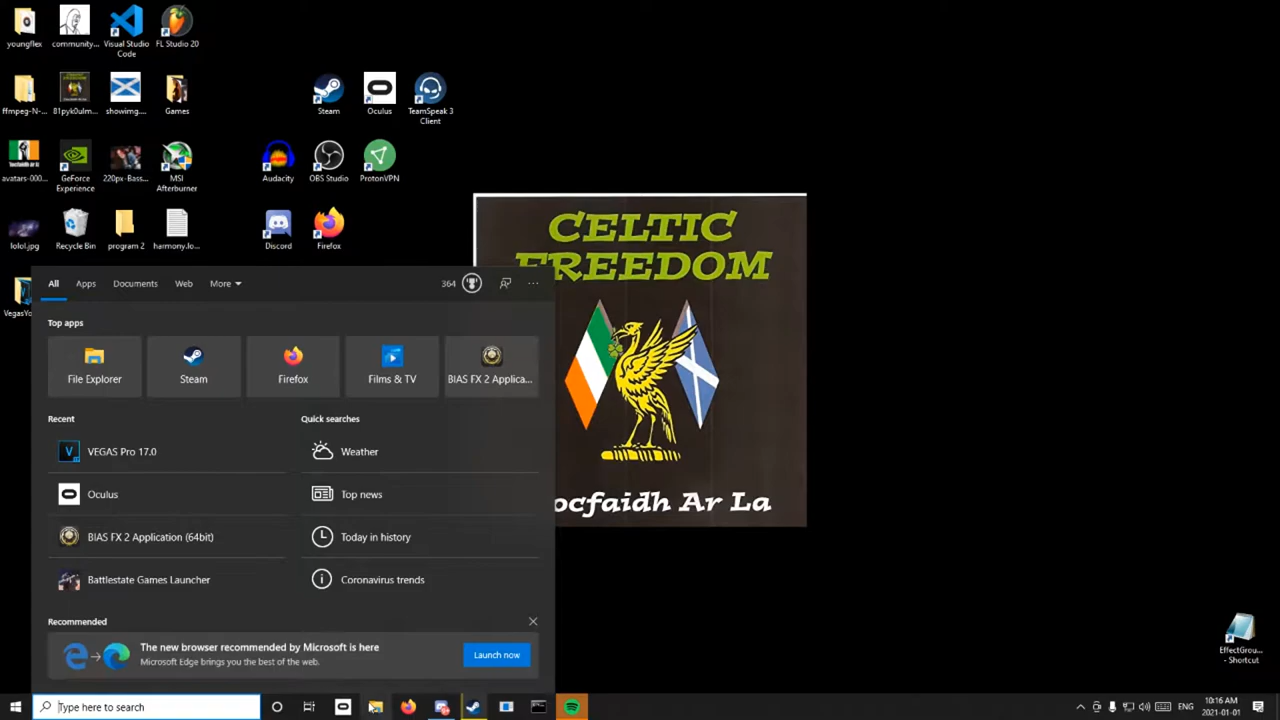 youngflex
community...
Visual Studio
Code
FL Studio 20
ffmpeg-N-...
81pyk0ulm...
showimg....
Games
Steam
Oculus
TeamSpeak 3
Client
avatars-000...
GeForce
Experience
220px-Bass...
MSI
Afterburner
Audacity
OBS Studio
ProtonVPN
lolol.jpg
Recycle Bin
program 2
harmony.lo...
Discord
Firefox
CELTIC
FREEDOM
ocfaidh Ar La
All
Apps
Documents
Web
More
364
Top apps
File Explorer
Steam
Firefox
Films & TV
BIAS FX 2 Applica...
Recent
Quick searches
VEGAS Pro 17.0
Weather
Oculus
Top news
BIAS FX 2 Application (64bit)
Today in history
Battlestate Games Launcher
Coronavirus trends
Recommended
The new browser recommended by Microsoft is here
Microsoft Edge brings you the best of the web.
Launch now
EffectGrou...
- Shortcut
Type here to search
ENG
10:16 AM
2021-01-01